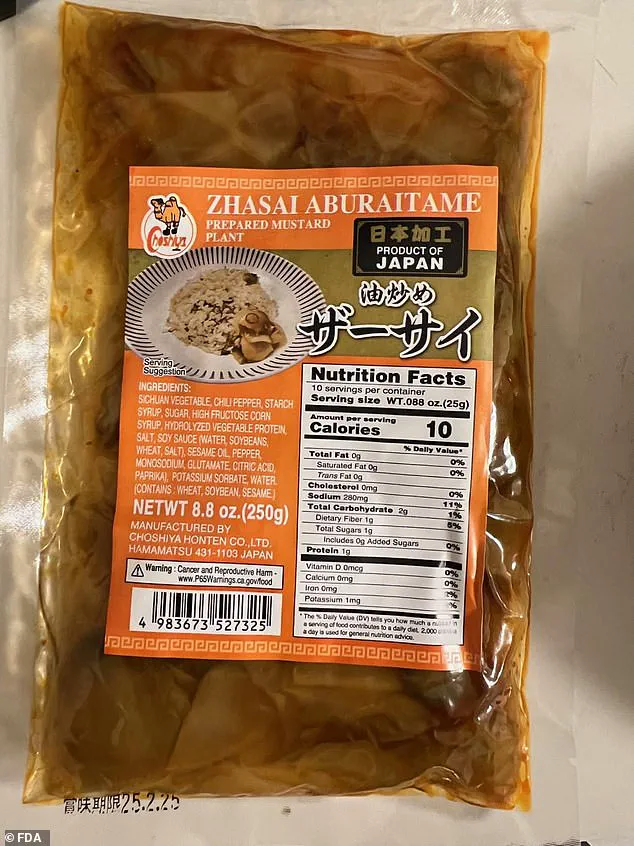 ZHASAI ABURAITAME
PREPARED MUSTARD
PLANT
Choshiya
日本加工
PRODUCT OF
JAPAN
油炒め
ザーサイ
Serving
Suggestion
INGREDIENTS:
SICHUAN VEGETABLE, CHILI PEPPER, STARCH
SYRUP, SUGAR, HIGH FRUCTOSE CORN
SYRUP, HYDROLYZED VEGETABLE PROTEIN,
SALT, SOY SAUCE (WATER, SOYBEANS,
WHEAT, SALT), SESAME OIL, PEPPER,
MONOSODIUM, GLUTAMATE, CITRIC ACID,
PAPRIKA), POTASSIUM SORBATE, WATER.
(CONTAINS : WHEAT, SOYBEAN, SESAME.)
NETWT 8.8 oz.(250g)
MANUFACTURED BY
CHOSHIYA HONTEN CO.,LTD.
HAMAMATSU 431-1103 JAPAN
Warning : Cancer and Reproductive Harm -
www.P65Warnings.ca.gov/food
4 983673 527325
Nutrition Facts
10 servings per container
Serving size WT.088 oz.(25g)
Amount per serving
Calories 10
% Daily Value*
Total Fat 0g 0%
Saturated Fat 0g 0%
Trans Fat 0g
Cholesterol 0mg 0%
Sodium 280mg 11%
Total Carbohydrate 2g 1%
Dietary Fiber 1g 5%
Total Sugars 1g
Includes 0g Added Sugars 0%
Protein 1g
Vitamin D 0mcg 0%
Calcium 0mg 0%
Iron 0mg 2%
Potassium 1mg %
* The % Daily Value (DV) tells you how much a
a serving of food contributes to a daily diet. 2,000
a day is used for general nutrition advice.
賞味期限25.2.25
© FDA